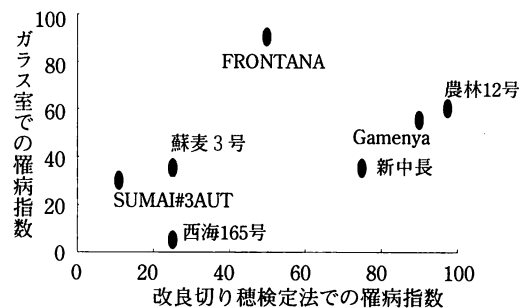 ガラス室での罹病指数
100
80
60
40
20
0
FRONTANA
農林12号
Gamenya
蘇麦3号
新中長
SUMAI#3AUT
西海165号
0 20 40 60 80 100
改良切り穂検定法での罹病指数